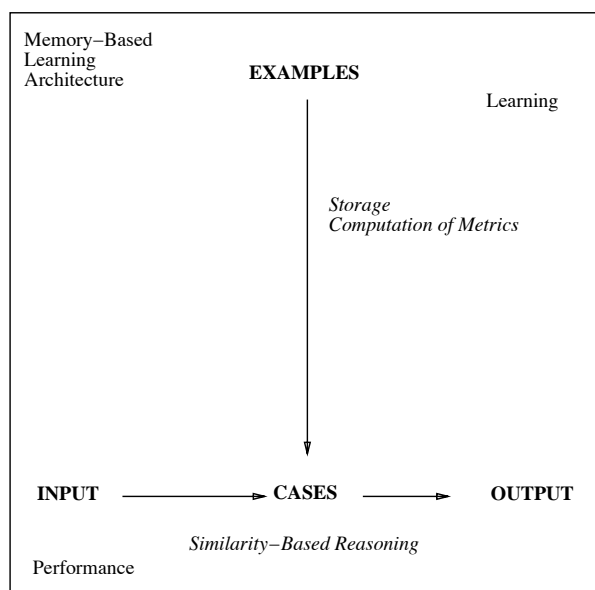 Memory−Based
Learning
Architecture
EXAMPLES
Learning
Storage
Computation of Metrics
INPUT
CASES
OUTPUT
Similarity−Based Reasoning
Performance